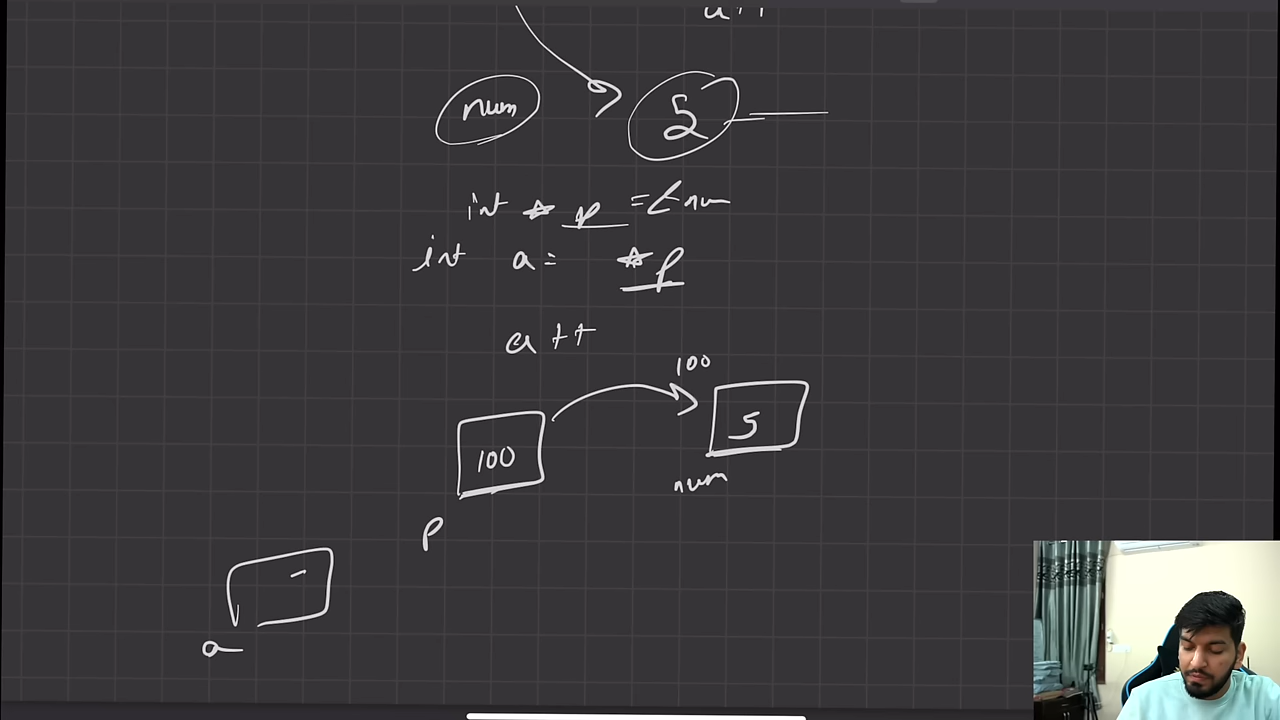 a++
num 5
int * p = &num
int a = *p
a++
100
5
100
num
p
a